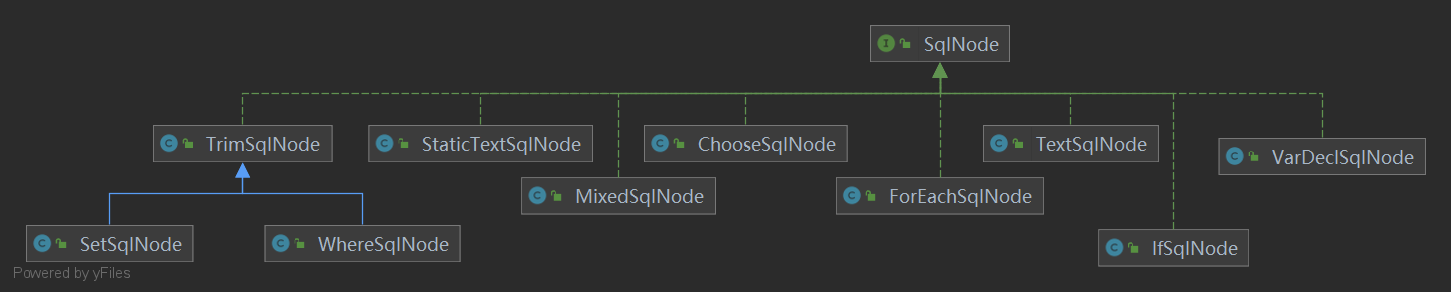 SqlNode
TrimSqlNode
StaticTextSqlNode
ChooseSqlNode
TextSqlNode
VarDeclSqlNode
MixedSqlNode
ForEachSqlNode
SetSqlNode
WhereSqlNode
IfSqlNode
Powered by yFiles